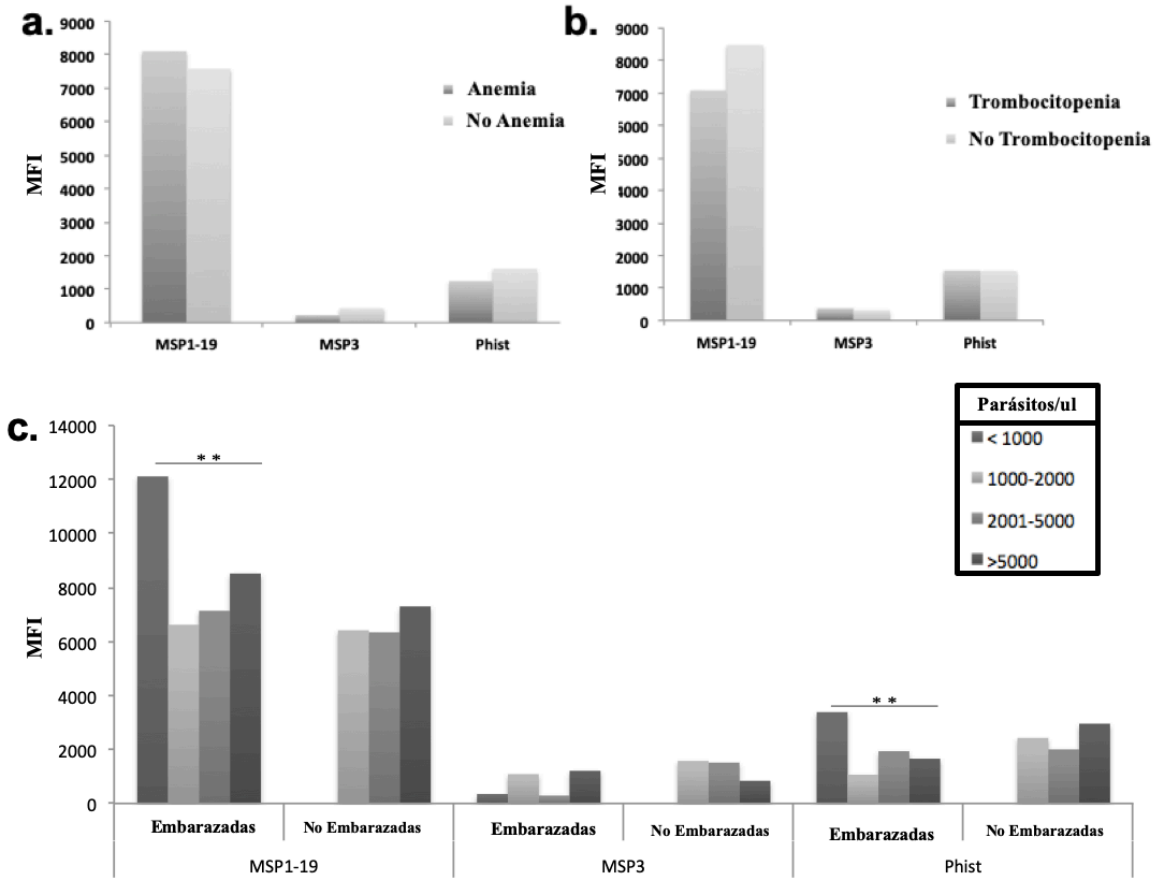 a.
9000
8000
7000
6000
5000
4000
3000
2000
1000
0
MFI
Anemia
No Anemia
MSP1-19
MSP3
Phist
b.
9000
8000
7000
6000
5000
4000
3000
2000
1000
0
MFI
Trombocitopenia
No Trombocitopenia
MSP1-19
MSP3
Phist
c.
14000
12000
10000
8000
6000
4000
2000
0
MFI
Parásitos/ul
< 1000
1000-2000
2001-5000
>5000
* *
* *
Embarazadas
No Embarazadas
Embarazadas
No Embarazadas
Embarazadas
No Embarazadas
MSP1-19
MSP3
Phist